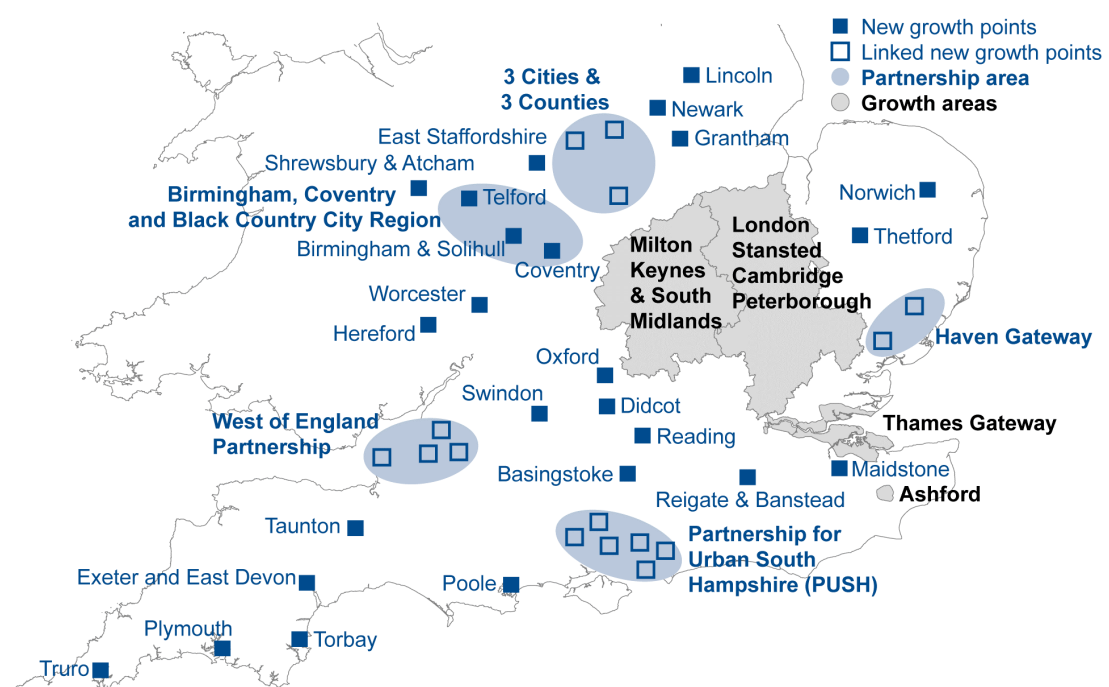 New growth points
Linked new growth points
Partnership area
Growth areas
3 Cities &
3 Counties
Lincoln
Newark
East Staffordshire
Grantham
Shrewsbury & Atcham
Birmingham, Coventry
and Black Country City Region
Telford
Norwich
Birmingham & Solihull
Thetford
Coventry
Milton
Keynes
& South
Midlands
London
Stansted
Cambridge
Peterborough
Worcester
Hereford
Haven Gateway
Oxford
Swindon
Didcot
West of England
Partnership
Thames Gateway
Reading
Basingstoke
Maidstone
Reigate & Banstead
Ashford
Taunton
Partnership for
Urban South
Hampshire (PUSH)
Exeter and East Devon
Poole
Plymouth
Torbay
Truro